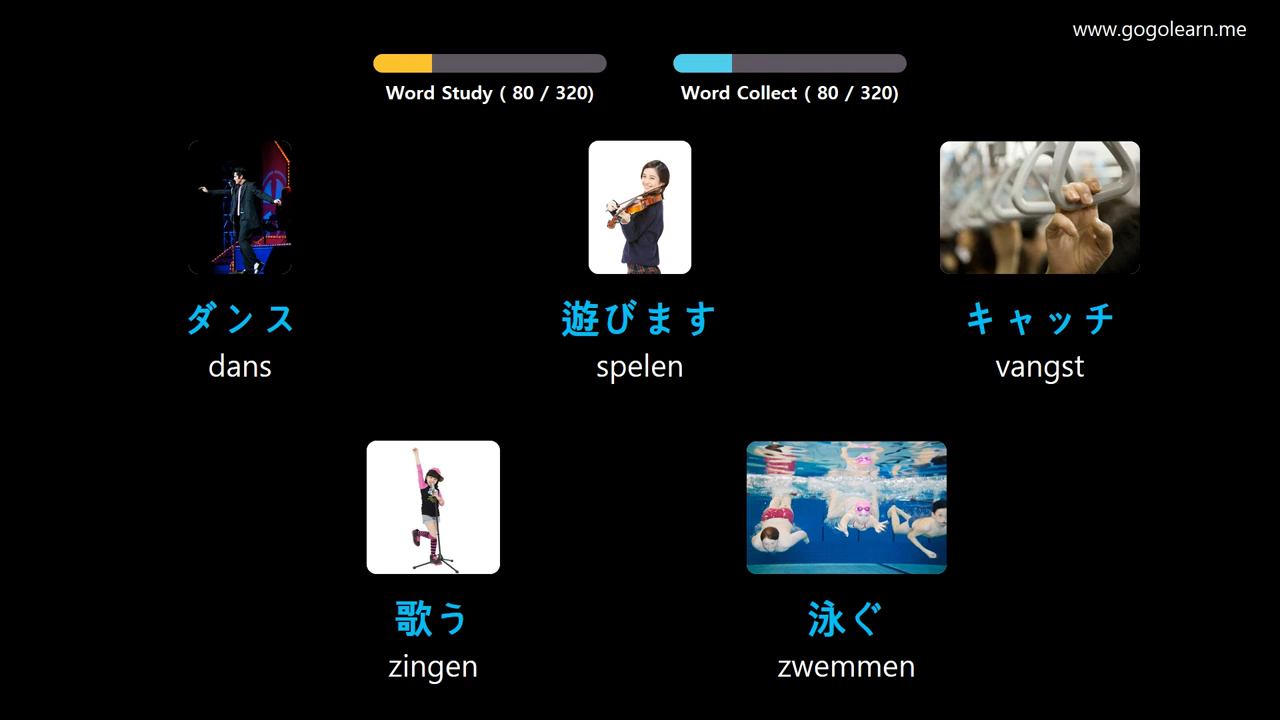 www.gogolearn.me
Word Study ( 80 / 320)
Word Collect ( 80 / 320)
ダンス
dans
遊びます
spelen
キャッチ
vangst
歌う
zingen
泳ぐ
zwemmen